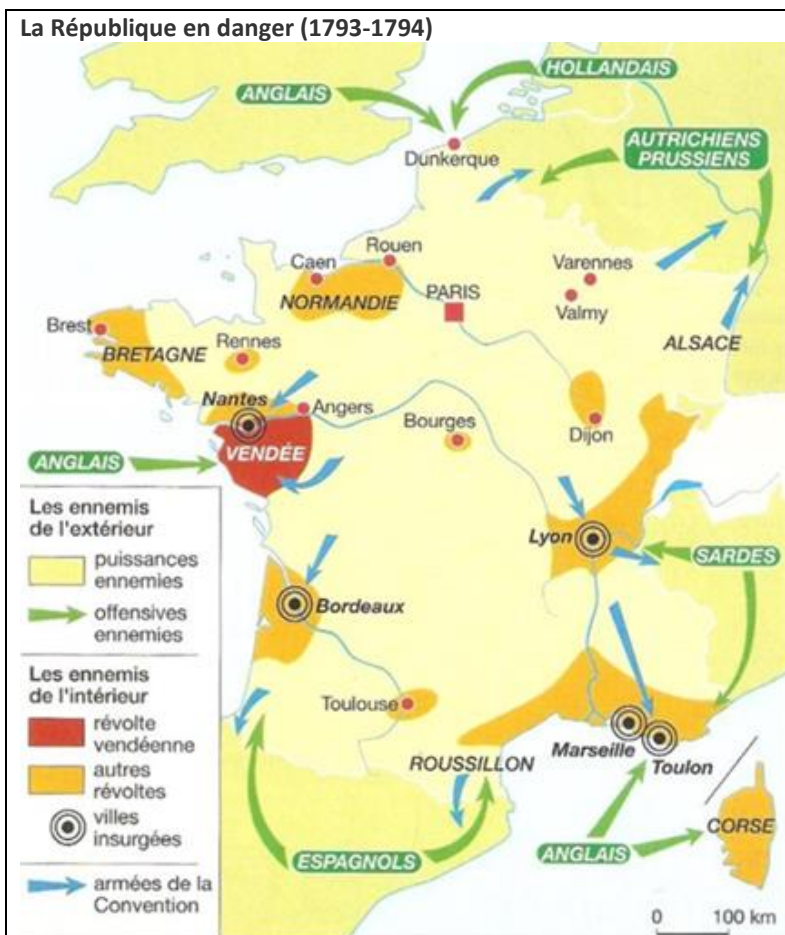 La République en danger (1793-1794)
HOLLANDAIS
ANGLAIS
AUTRICHIENS
PRUSSIENS
Dunkerque
Rouen
Caen
Varennes
NORMANDIE
PARIS
Valmy
Brest
BRETAGNE
Rennes
ALSACE
Nantes
Angers
Bourges
Dijon
VENDÉE
ANGLAIS
Les ennemis
de l'extérieur
puissances
ennemies
offensives
ennemies
Les ennemis
de l'intérieur
révolte
vendéenne
autres
révoltes
villes
insurgées
armées de la
Convention
Lyon
SARDES
Bordeaux
Toulouse
ROUSSILLON
Marseille
Toulon
CORSE
ESPAGNOLS
ANGLAIS
0 100 km